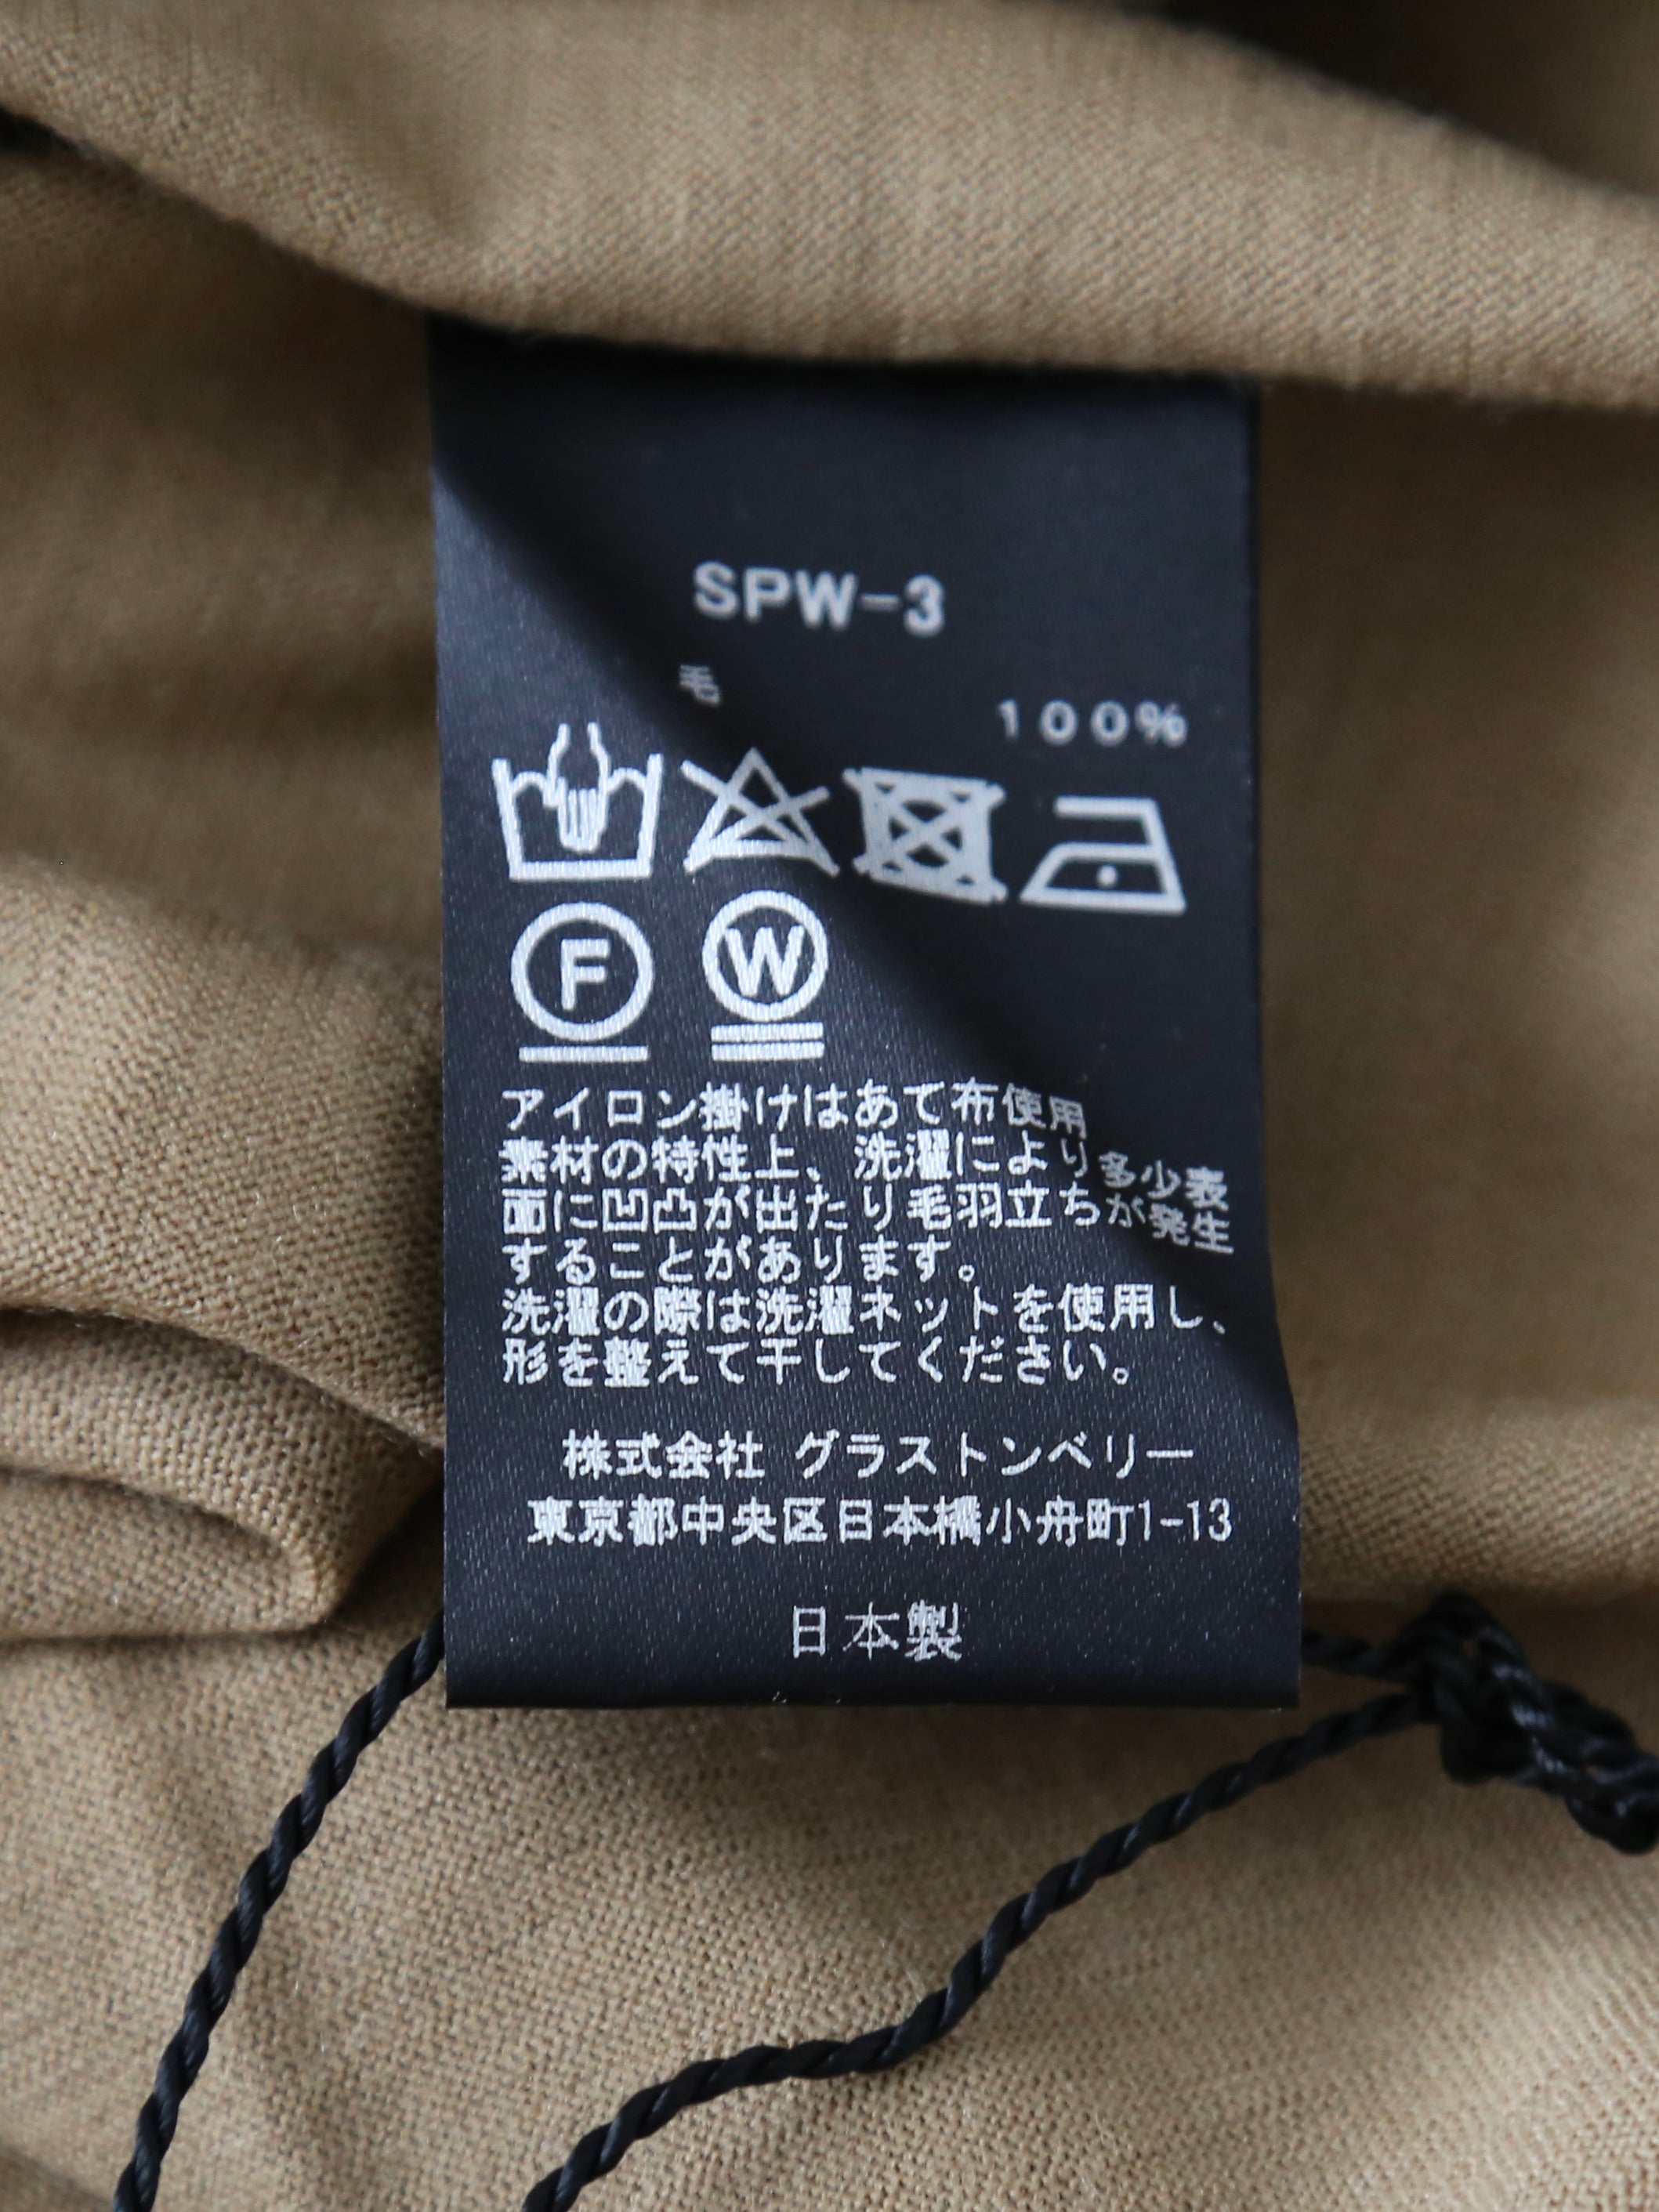 SPW-3
毛 100%
F W
アイロン掛けはあて布使用
素材の特性上、洗濯により多少表
面に凹凸が出たり毛羽立ちが発生
することがあります。
洗濯の際は洗濯ネットを使用し、
形を整えて干してください。
株式会社 グラストンベリー
東京都中央区日本橋小舟町1-13
日本製